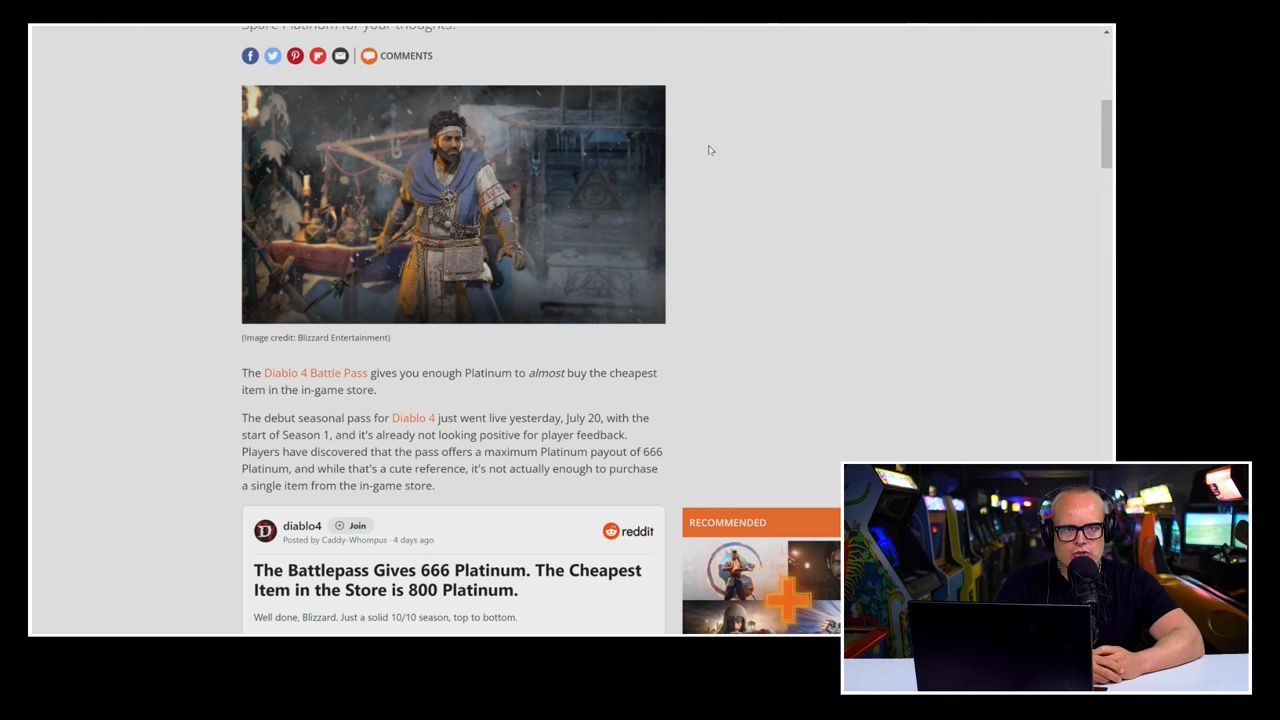 Spare Platinum for your thoughts?
COMMENTS
(Image credit: Blizzard Entertainment)
The Diablo 4 Battle Pass gives you enough Platinum to almost buy the cheapest
item in the in-game store.
The debut seasonal pass for Diablo 4 just went live yesterday, July 20, with the
start of Season 1, and it's already not looking positive for player feedback.
Players have discovered that the pass offers a maximum Platinum payout of 666
Platinum, and while that's a cute reference, it's not actually enough to purchase
a single item from the in-game store.
diablo4 Join
reddit
Posted by Caddy-Whompus · 4 days ago
The Battlepass Gives 666 Platinum. The Cheapest
Item in the Store is 800 Platinum.
Well done, Blizzard. Just a solid 10/10 season, top to bottom.
RECOMMENDED